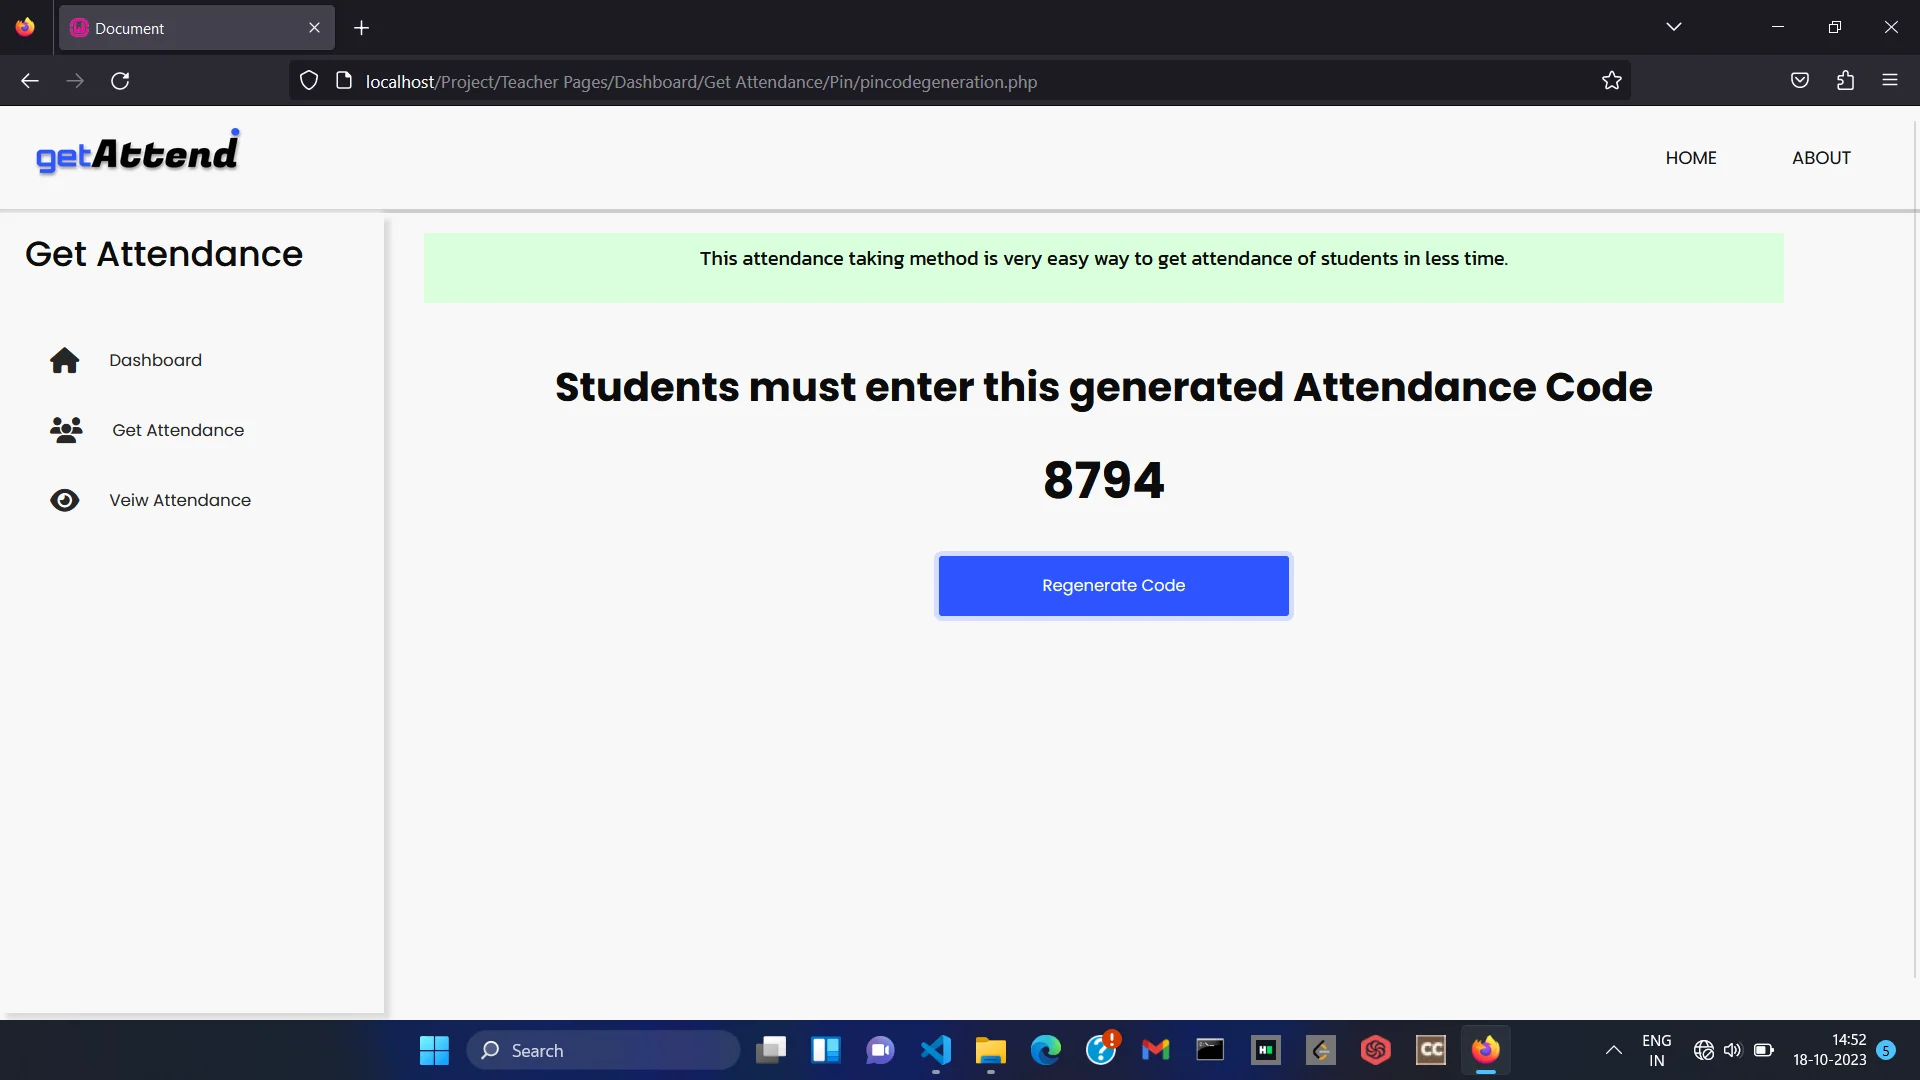 Document
localhost/Project/Teacher Pages/Dashboard/Get Attendance/Pin/pincodegeneration.php
getAttend
HOME
ABOUT
Get Attendance
This attendance taking method is very easy way to get attendance of students in less time.
Dashboard
Students must enter this generated Attendance Code
Get Attendance
8794
Veiw Attendance
Regenerate Code
Search
CC
ENG
IN
14:52
18-10-2023
5